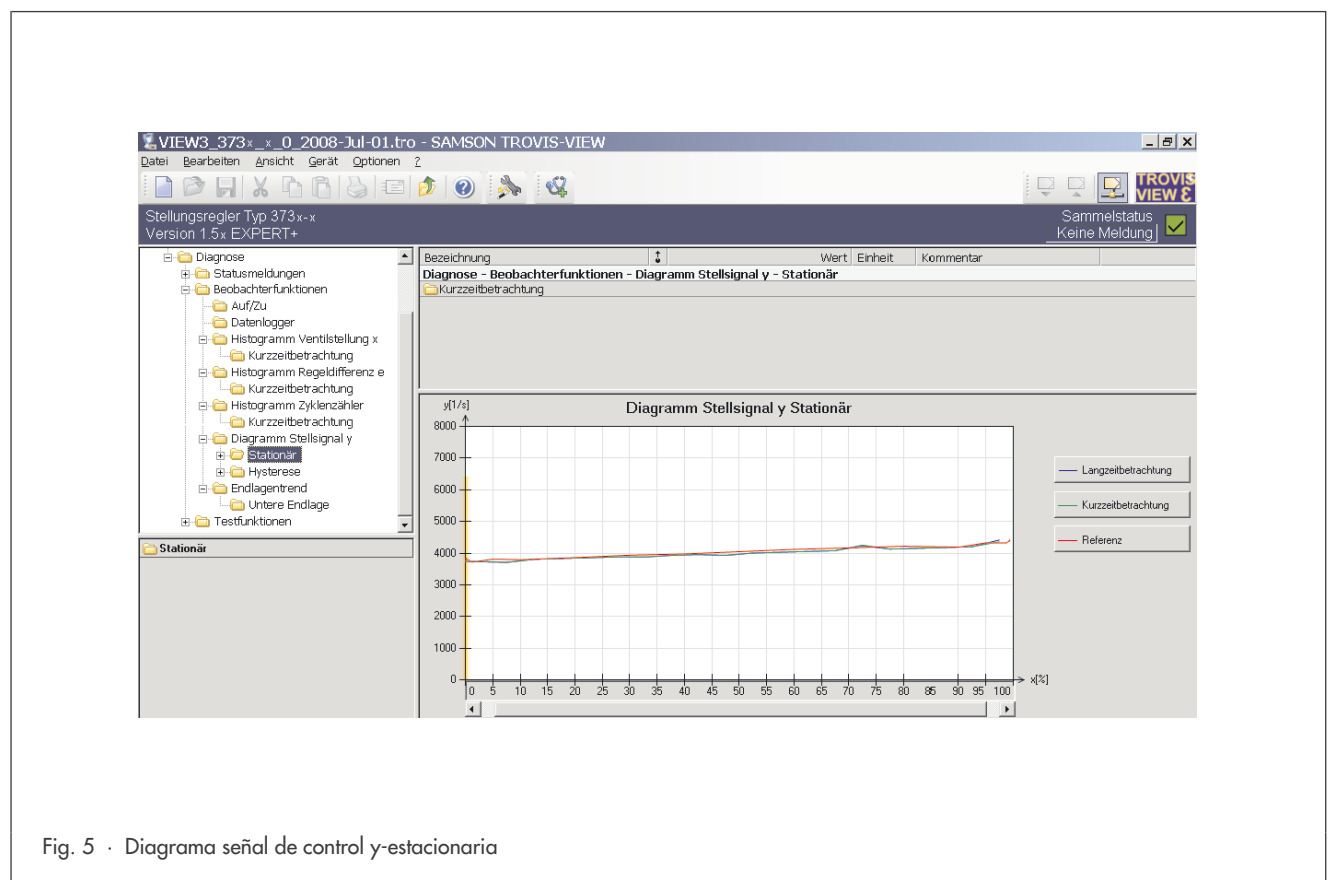 VIEW3_373x_x_0_2008-Jul-01.tro - SAMSON TROVIS-VIEW
Datei Bearbeiten Ansicht Gerät Optionen ?
TROVIS
VIEW 3
Stellungsregler Typ 373x-x
Version 1.5x EXPERT+
Sammelstatus
Keine Meldung
Diagnose
Statusmeldungen
Beobachterfunktionen
Auf/Zu
Datenlogger
Histogramm Ventilstellung x
Kurzzeitbetrachtung
Histogramm Regeldifferenz e
Kurzzeitbetrachtung
Histogramm Zyklenzähler
Kurzzeitbetrachtung
Diagramm Stellsignal y
Stationär
Hysterese
Endlagentrend
Untere Endlage
Testfunktionen
Stationär
Bezeichnung Wert Einheit Kommentar
Diagnose - Beobachterfunktionen - Diagramm Stellsignal y - Stationär
Kurzzeitbetrachtung
y[1/s]
Diagramm Stellsignal y Stationär
8000
7000
6000
5000
4000
3000
2000
1000
0
0 5 10 15 20 25 30 35 40 45 50 55 60 65 70 75 80 85 90 95 100
x[%]
Langzeitbetrachtung
Kurzzeitbetrachtung
Referenz
Fig. 5 · Diagrama señal de control y-estacionaria